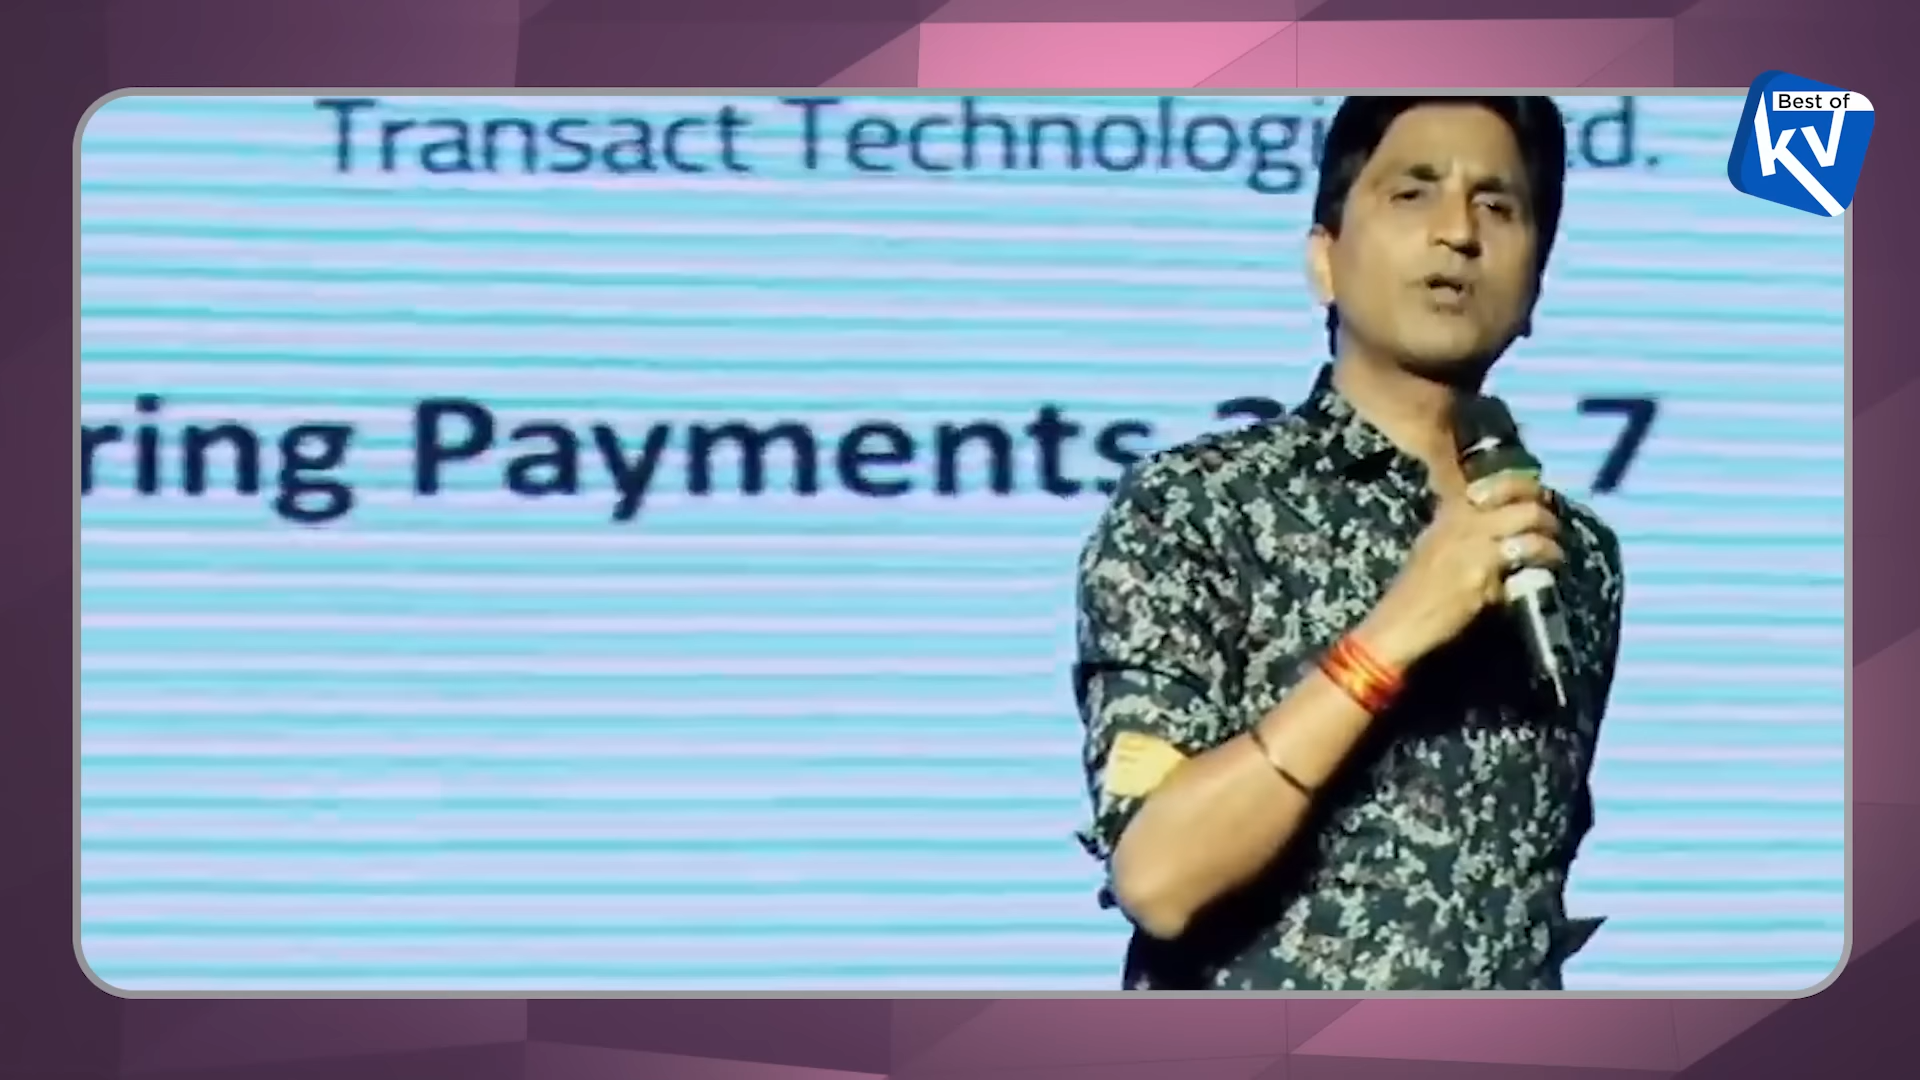 Best of
KV
Transact Technologi td.
ring Payments 7